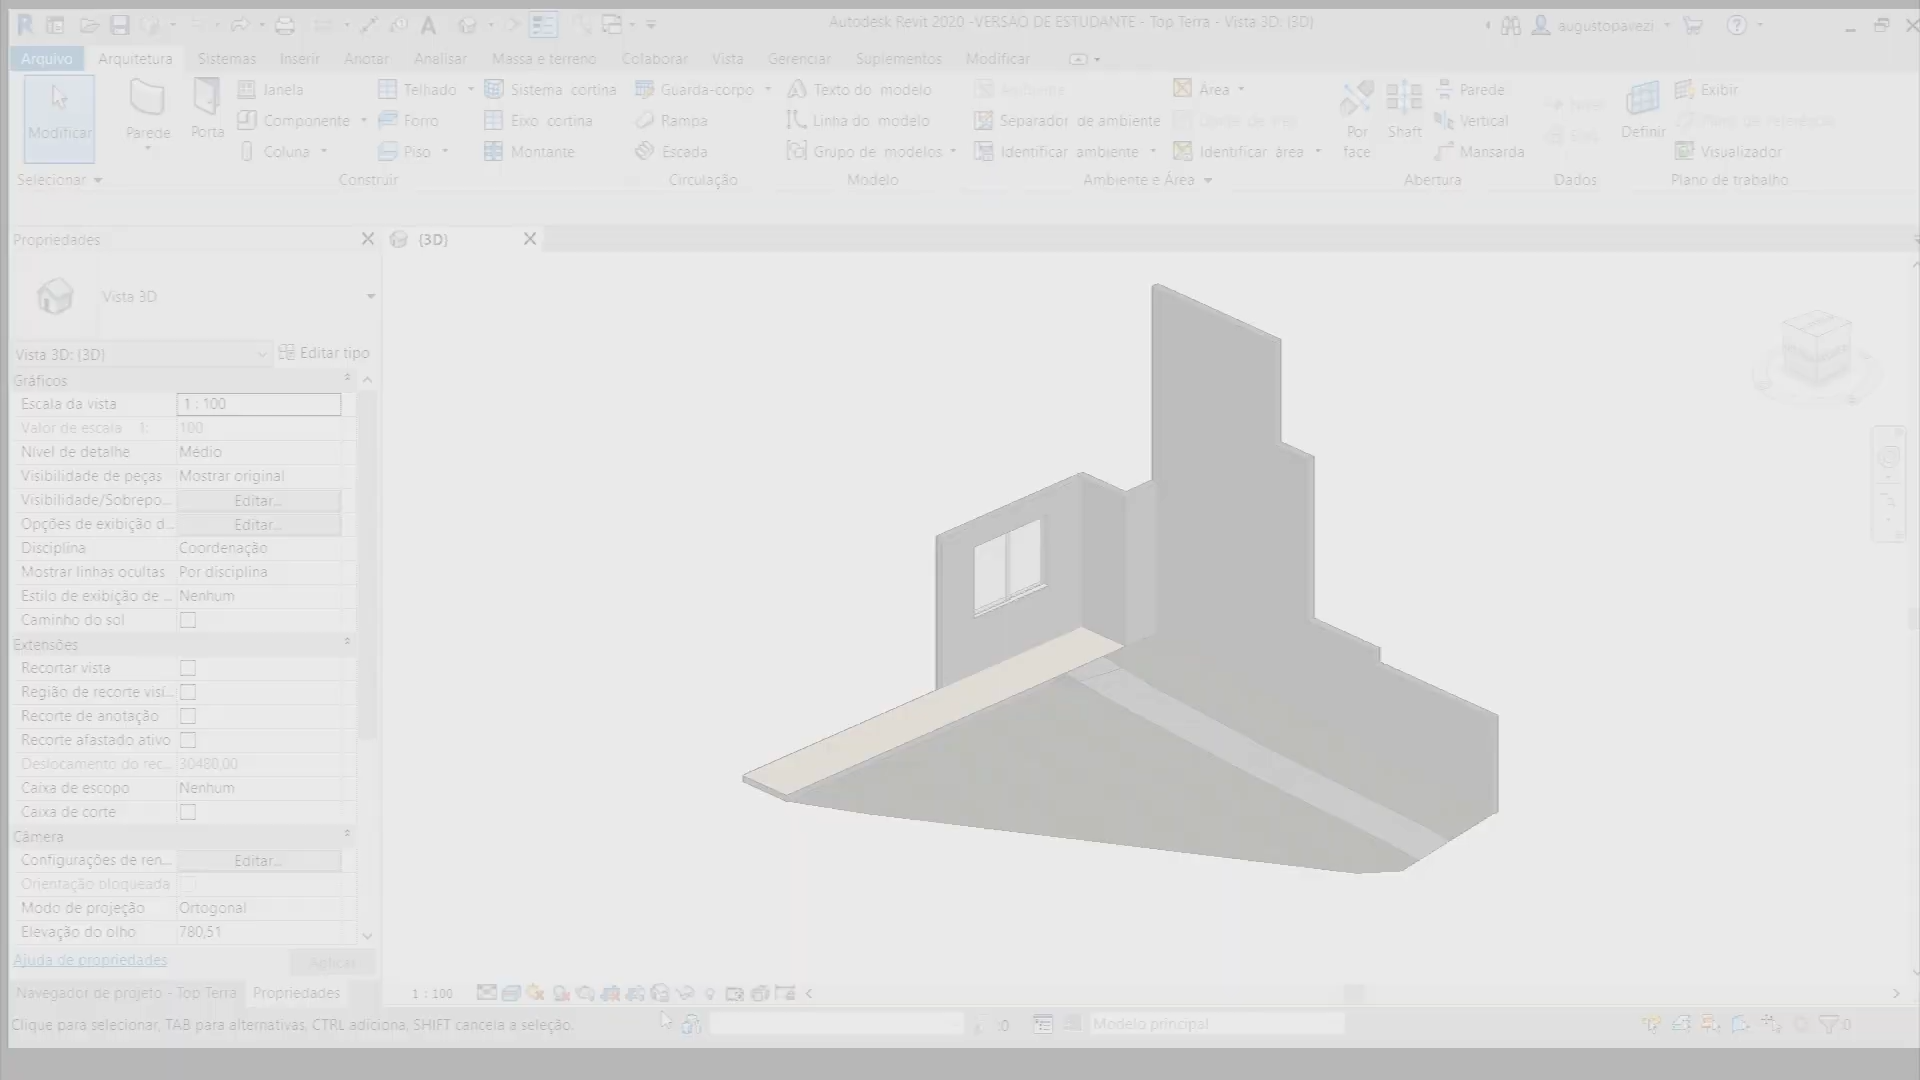 Autodesk Revit 2020 -VERSÃO DE ESTUDANTE - Top Terra - Vista 3D: {3D}
augustopavezi
Arquivo Arquitetura Sistemas Inserir Anotar Analisar Massa e terreno Colaborar Vista Gerenciar Suplementos Modificar
Modificar
Parede
Porta
Janela
Componente
Coluna
Telhado
Forro
Piso
Sistema cortina
Eixo cortina
Montante
Guarda-corpo
Rampa
Escada
Texto do modelo
Linha do modelo
Grupo de modelos
Ambiente
Separador de ambiente
Identificar ambiente
Área
Identificar área
Por face
Shaft
Parede
Vertical
Mansarda
Definir
Exibir
Plano de referência
Visualizador
Selecionar
Construir
Circulação
Modelo
Ambiente e Área
Abertura
Dados
Plano de trabalho
Propriedades
{3D}
Vista 3D
Vista 3D: {3D}
Editar tipo
Gráficos
Escala da vista 1 : 100
Valor de escala 1: 100
Nível de detalhe Médio
Visibilidade de peças Mostrar original
Visibilidade/Sobrepo... Editar...
Opções de exibição d... Editar...
Disciplina Coordenação
Mostrar linhas ocultas Por disciplina
Estilo de exibição de ... Nenhum
Caminho do sol
Extensões
Recortar vista
Região de recorte visí...
Recorte de anotação
Recorte afastado ativo
Deslocamento do rec... 30480,00
Caixa de escopo Nenhum
Caixa de corte
Câmera
Configurações de ren... Editar...
Orientação bloqueada
Modo de projeção Ortogonal
Elevação do olho 780,51
Ajuda de propriedades
Aplicar
Navegador de projeto - Top Terra Propriedades
1 : 100
Clique para selecionar, TAB para alternativas, CTRL adiciona, SHIFT cancela a seleção.
:0
Modelo principal
:0